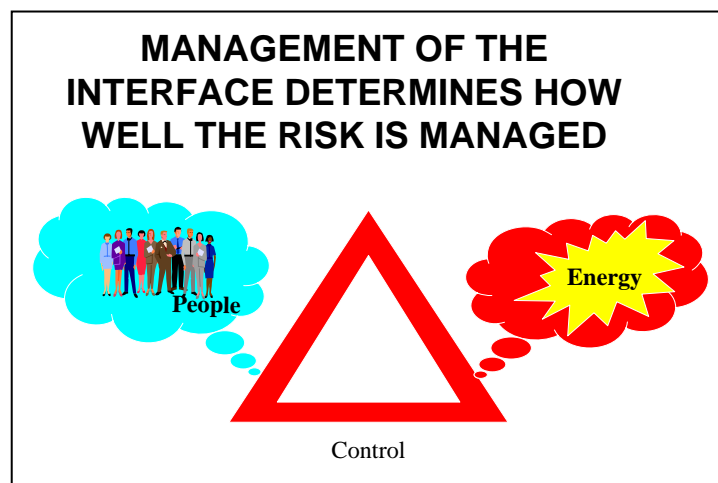 MANAGEMENT OF THE
INTERFACE DETERMINES HOW
WELL THE RISK IS MANAGED
People
Energy
Control